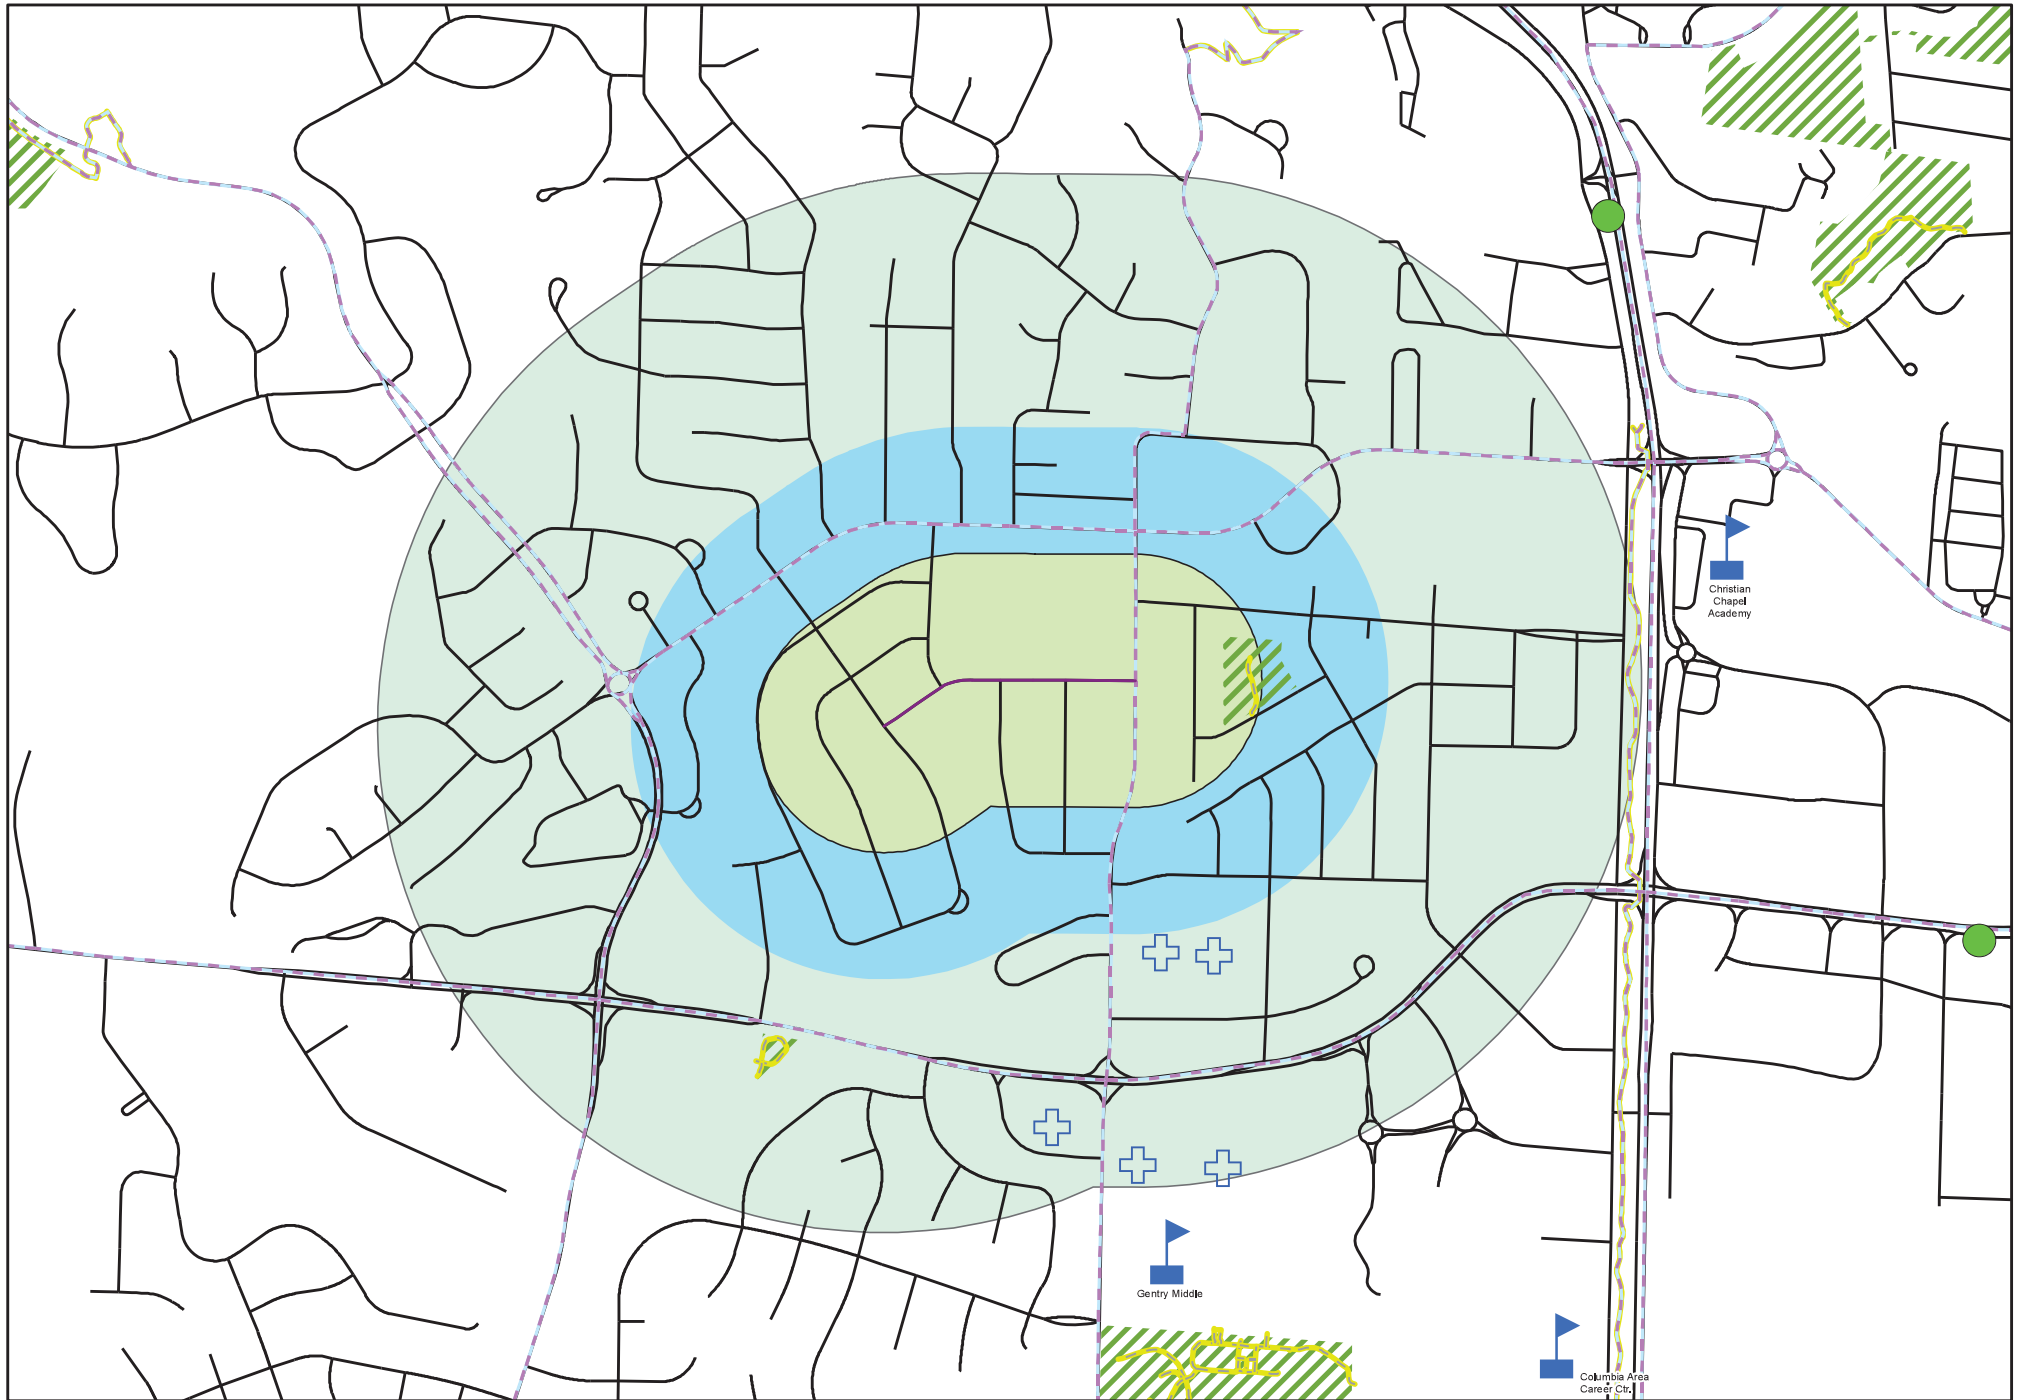 Christian
Chapel
Academy
Gentry Middle
Columbia Area
Career Ctr.